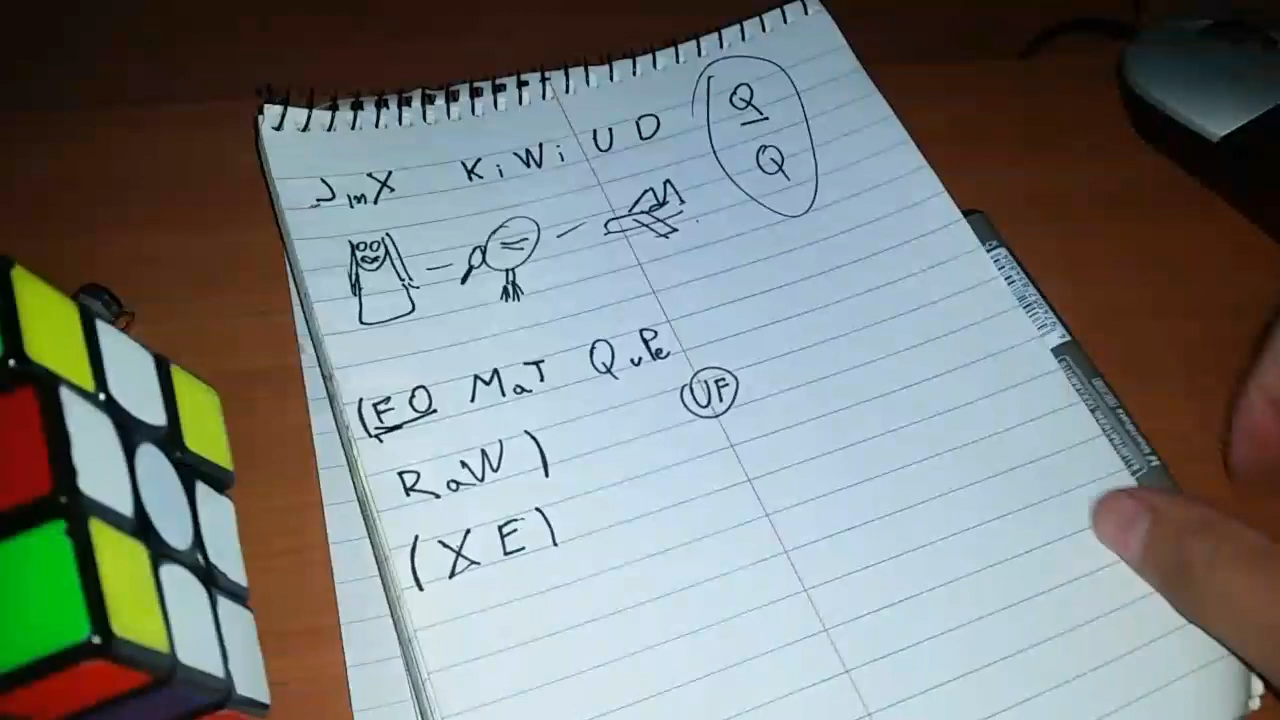 JmX KiWi UD Q
Q
(FO MaT QuPe
UF
RaW)
(XE)